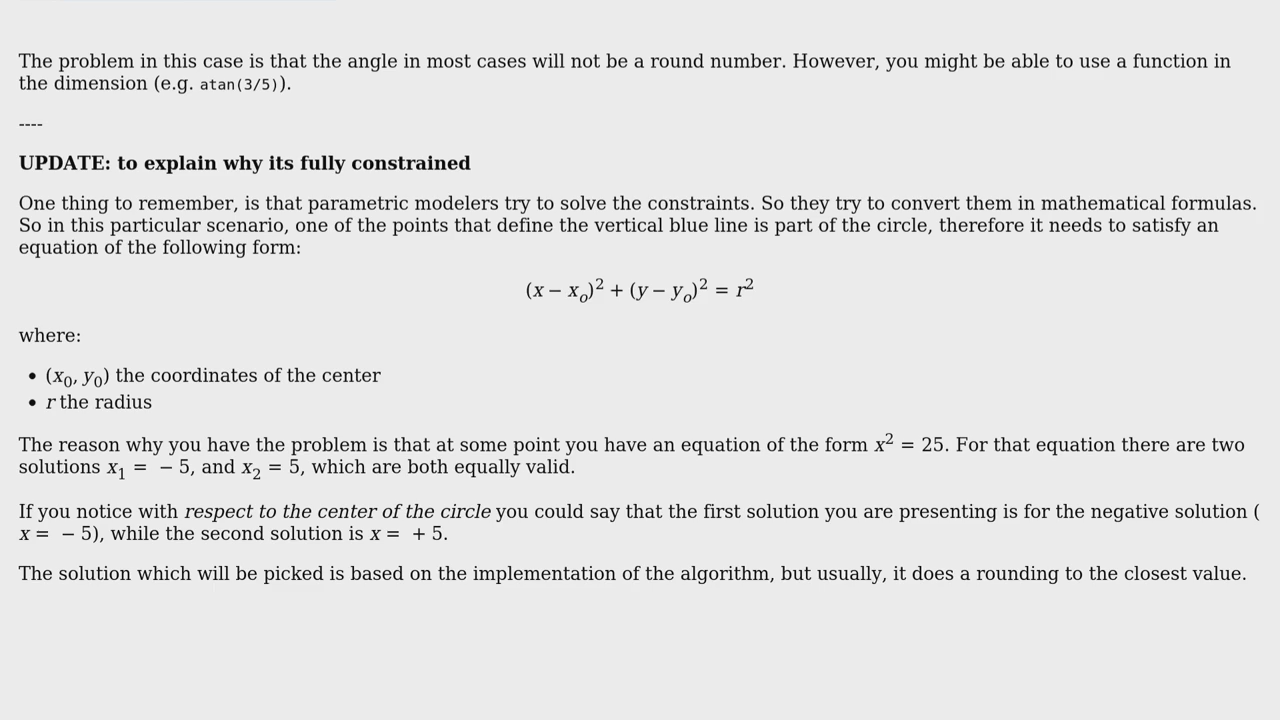 The problem in this case is that the angle in most cases will not be a round number. However, you might be able to use a function in
the dimension (e.g. atan(3/5)).
----
UPDATE: to explain why its fully constrained
One thing to remember, is that parametric modelers try to solve the constraints. So they try to convert them in mathematical formulas.
So in this particular scenario, one of the points that define the vertical blue line is part of the circle, therefore it needs to satisfy an
equation of the following form:
(x − xₒ)² + (y − yₒ)² = r²
where:
• (x₀, y₀) the coordinates of the center
• r the radius
The reason why you have the problem is that at some point you have an equation of the form x² = 25. For that equation there are two
solutions x₁ = − 5, and x₂ = 5, which are both equally valid.
If you notice with respect to the center of the circle you could say that the first solution you are presenting is for the negative solution (
x = − 5), while the second solution is x = + 5.
The solution which will be picked is based on the implementation of the algorithm, but usually, it does a rounding to the closest value.